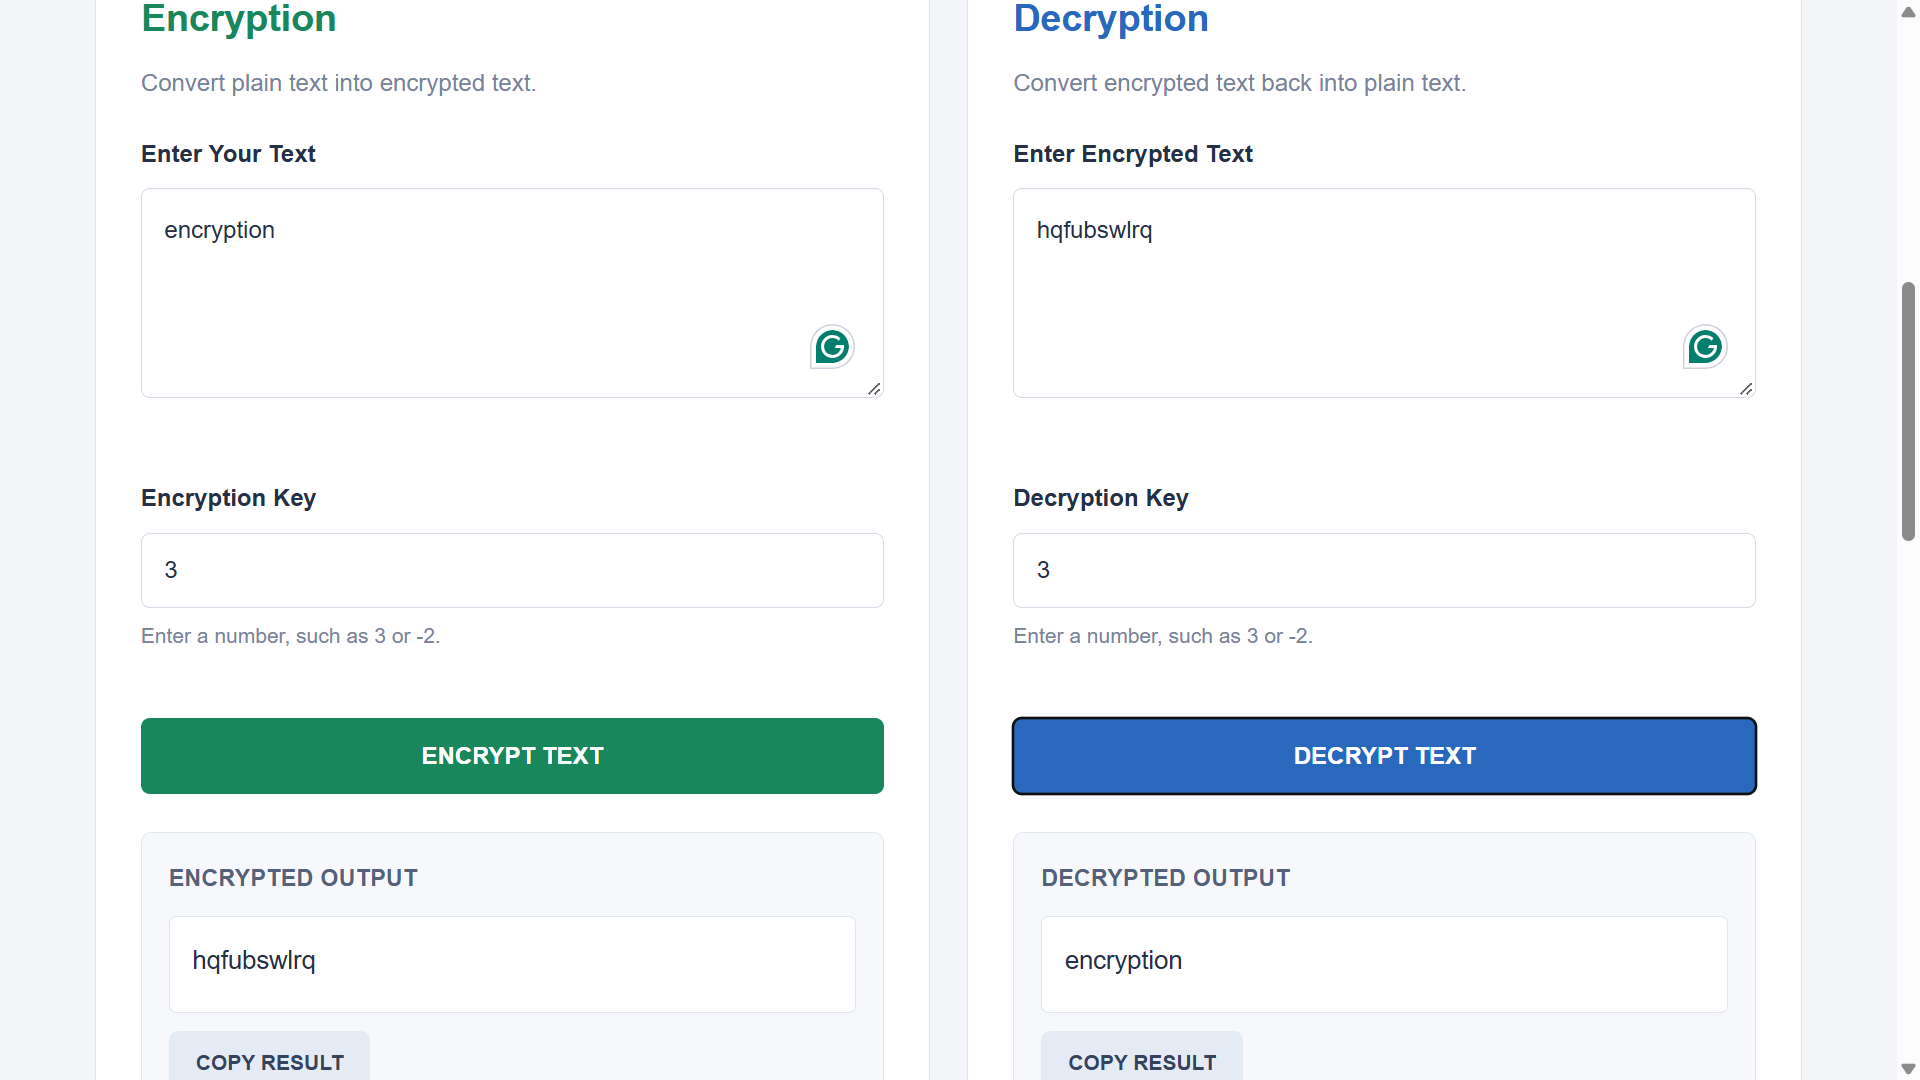 Encryption
Convert plain text into encrypted text.
Enter Your Text
encryption
Encryption Key
3
Enter a number, such as 3 or -2.
ENCRYPT TEXT
ENCRYPTED OUTPUT
hqfubswlrq
COPY RESULT
Decryption
Convert encrypted text back into plain text.
Enter Encrypted Text
hqfubswlrq
Decryption Key
3
Enter a number, such as 3 or -2.
DECRYPT TEXT
DECRYPTED OUTPUT
encryption
COPY RESULT